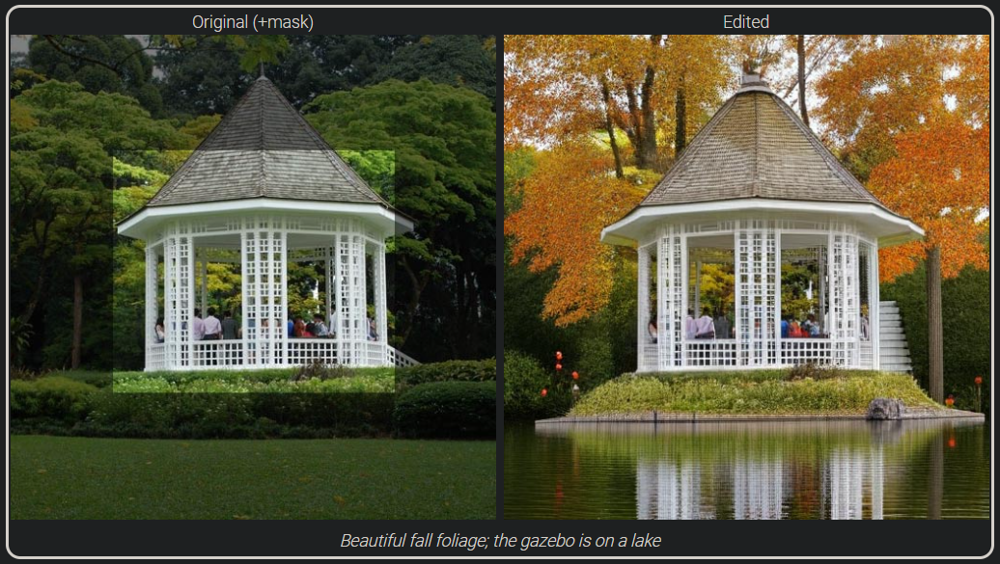 Original (+mask)
Edited
Beautiful fall foliage; the gazebo is on a lake